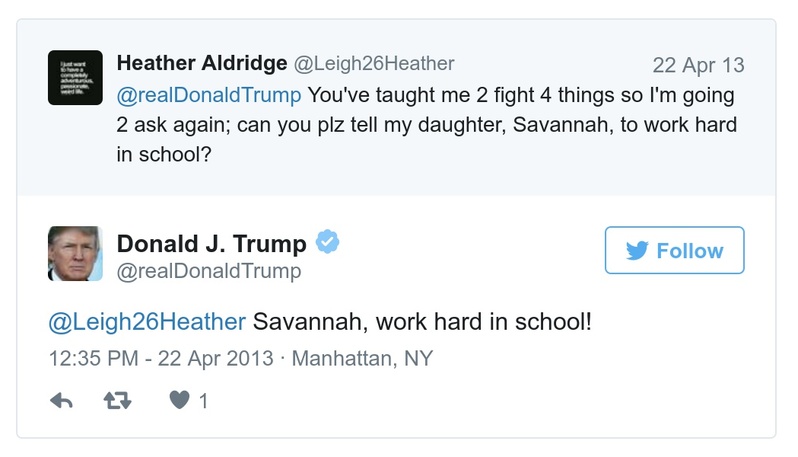 I just want
to have a
completely
adventurous,
passionate,
weird life.
Heather Aldridge @Leigh26Heather 22 Apr 13
@realDonaldTrump You've taught me 2 fight 4 things so I'm going
2 ask again; can you plz tell my daughter, Savannah, to work hard
in school?
Donald J. Trump
@realDonaldTrump
Follow
@Leigh26Heather Savannah, work hard in school!
12:35 PM - 22 Apr 2013 · Manhattan, NY
1